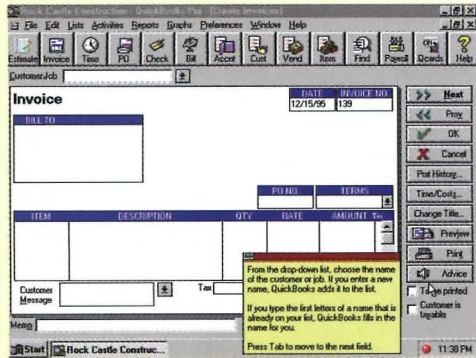 Rock Castle Construction - QuickBooks Pro - [Create Invoices]
File Edit Lists Activities Reports Graphs Preferences Window Help
Estimate Invoice Time PO Check Bill Accnt Cust Vend Item Find Payroll Qcards Help
Customer:Job
Invoice
DATE INVOICE NO.
12/15/95 139
BILL TO
P.O. NO. TERMS
ITEM DESCRIPTION QTY RATE AMOUNT Tax
Customer Message
Tax
Memo
Next
Prev
OK
Cancel
Post History...
Time/Costs...
Change Title...
Preview
Print
Advice
To be printed
Customer is taxable
From the drop-down list, choose the name
of the customer or job. If you enter a new
name, QuickBooks adds it to the list.
If you type the first letters of a name that is
already on your list, QuickBooks fills in the
name for you.
Press Tab to move to the next field.
Start Rock Castle Construc... 11:38 PM